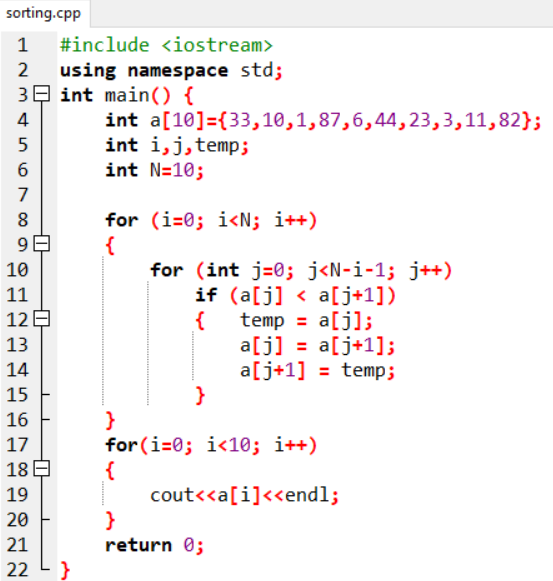 sorting.cpp
1 #include <iostream>
2 using namespace std;
3 int main() {
4 int a[10]={33,10,1,87,6,44,23,3,11,82};
5 int i,j,temp;
6 int N=10;
7
8 for (i=0; i<N; i++)
9 {
10 for (int j=0; j<N-i-1; j++)
11 if (a[j] < a[j+1])
12 { temp = a[j];
13 a[j] = a[j+1];
14 a[j+1] = temp;
15 }
16 }
17 for(i=0; i<10; i++)
18 {
19 cout<<a[i]<<endl;
20 }
21 return 0;
22 }